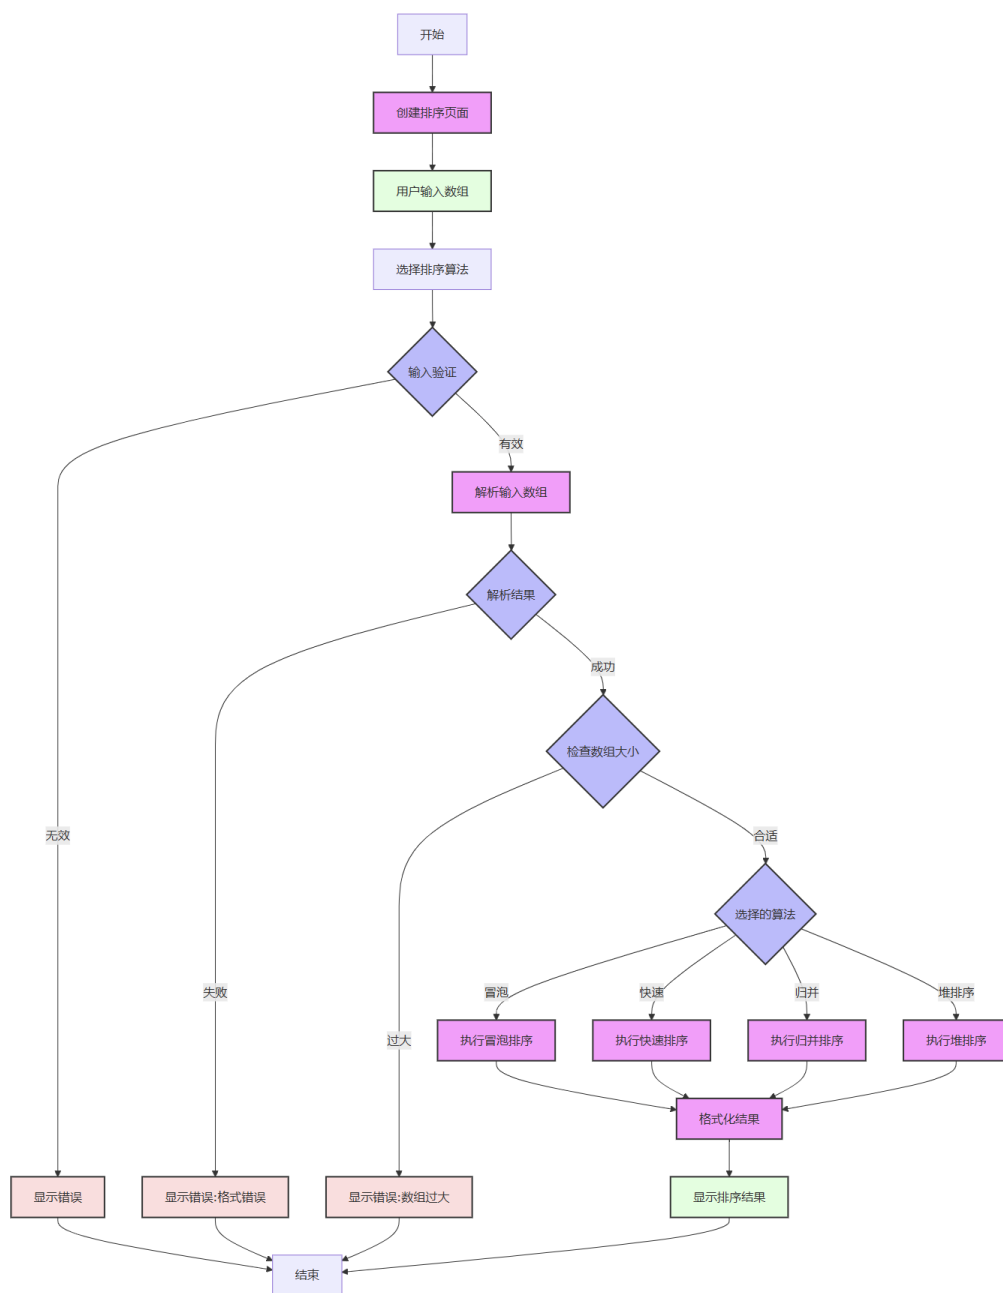 开始
创建排序页面
用户输入数组
选择排序算法
输入验证
有效
解析输入数组
解析结果
成功
检查数组大小
无效
合适
选择的算法
失败
冒泡
快速
归并
堆排序
过大
执行冒泡排序
执行快速排序
执行归并排序
执行堆排序
格式化结果
显示错误
显示错误:格式错误
显示错误:数组过大
显示排序结果
结束